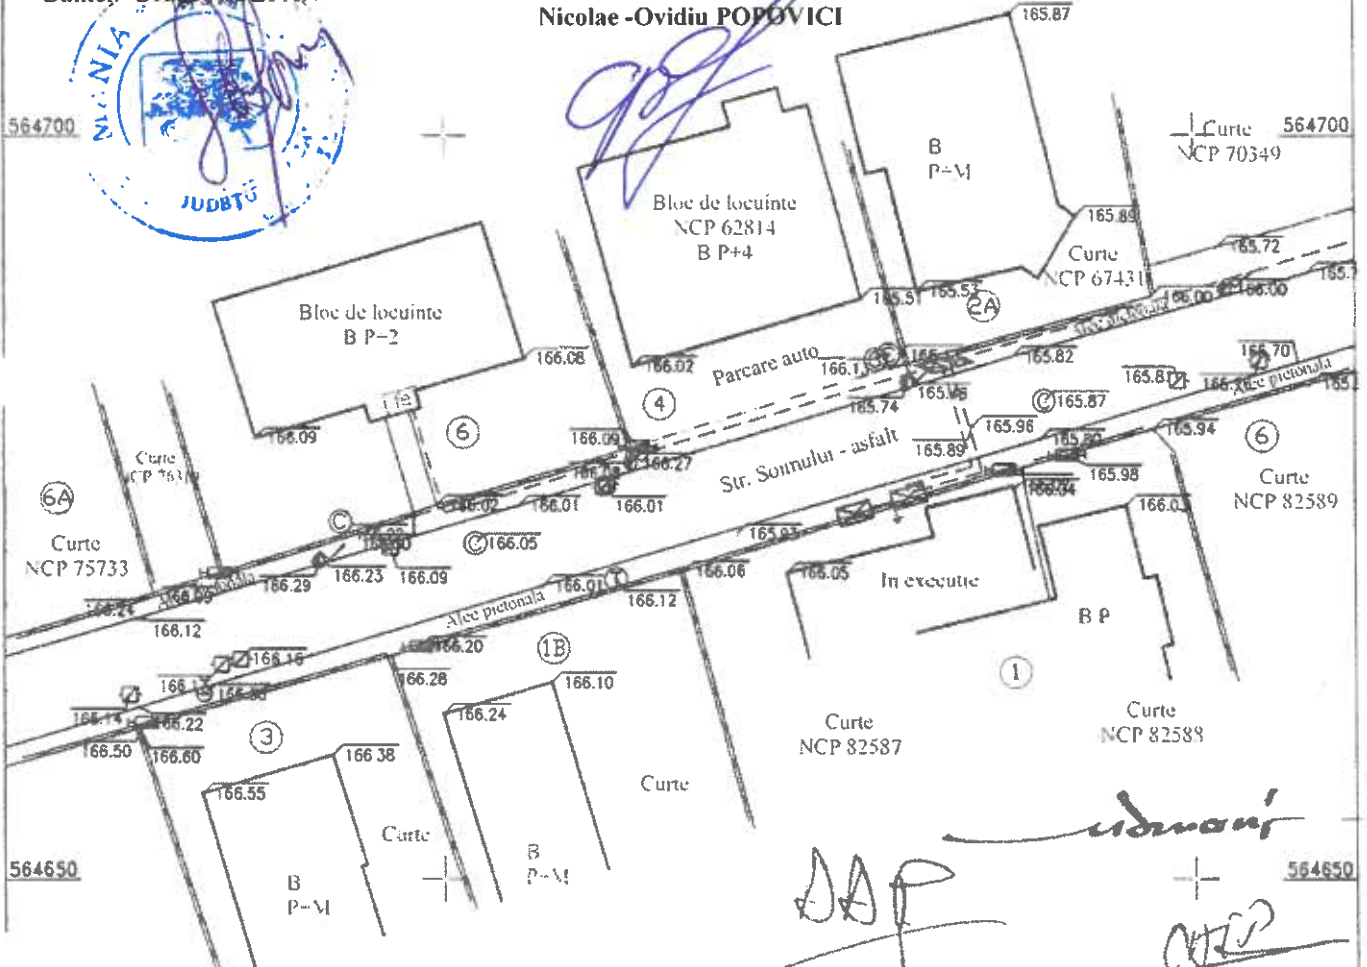 Nicolae -Ovidiu POPOVICI
165.87
564700
Curte
NCP 70349
564700
B
P-M
JUDETU
Bloc de locuinte
NCP 62814
B P+4
165.89
Curte
NCP 67431
165.72
Bloc de locuinte
B P=2
165.51
165.53
2A
166.00
166.00
166.08
166.02
Parcare auto
165.82
165.74
165.87
Alee pietonala
166.09
6
4
166.09
165.96
165.89
165.94
6
Curte
NCP 82589
Curte
6A
Str. Somului - asfalt
166.27
165.98
166.02
166.01
166.01
165.93
166.03
Curte
NCP 75733
C
166.05
166.29
166.23
166.09
166.01
166.06
166.05
In executie
166.12
Alee pietonala
166.12
B P
166.16
166.20
1B
166.28
166.10
1
166.22
166.50
166.60
3
166.24
Curte
NCP 82587
Curte
NCP 82588
166.38
166.55
Curte
Curte
564650
B
P-M
B
P-M
564650